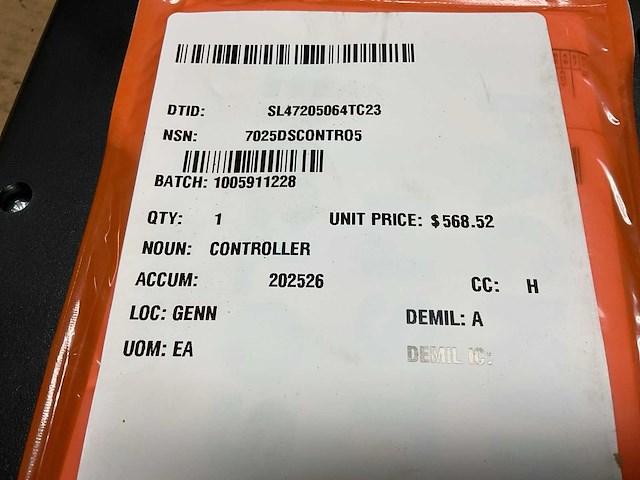 DTID: SL47205064TC23
NSN: 7025DSCONTRO5
BATCH: 1005911228
QTY: 1 UNIT PRICE: $568.52
NOUN: CONTROLLER
ACCUM: 202526 CC: H
LOC: GENN DEMIL: A
UOM: EA DEMIL IC: